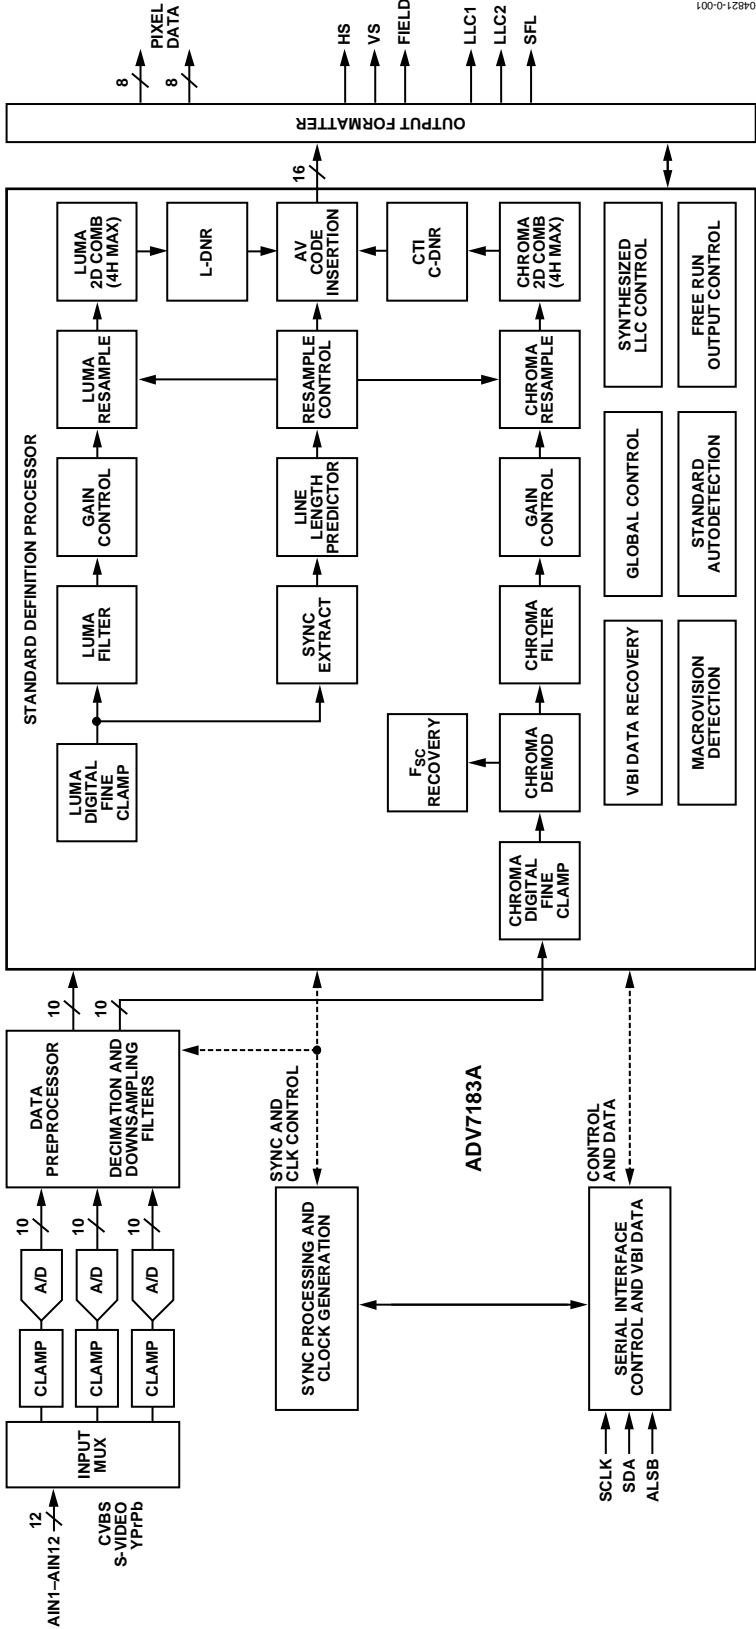 AIN1–AIN12
12
CVBS
S-VIDEO
YPrPb
INPUT
MUX
CLAMP
CLAMP
CLAMP
A/D
A/D
A/D
10
10
10
DATA
PREPROCESSOR
DECIMATION AND
DOWNSAMPLING
FILTERS
10
10
SYNC PROCESSING AND
CLOCK GENERATION
SYNC AND
CLK CONTROL
SCLK
SDA
ALSB
SERIAL INTERFACE
CONTROL AND VBI DATA
CONTROL
AND DATA
ADV7183A
STANDARD DEFINITION PROCESSOR
LUMA
DIGITAL
FINE
CLAMP
LUMA
FILTER
GAIN
CONTROL
LUMA
RESAMPLE
LUMA
2D COMB
(4H MAX)
L-DNR
SYNC
EXTRACT
LINE
LENGTH
PREDICTOR
RESAMPLE
CONTROL
AV
CODE
INSERTION
16
FSC
RECOVERY
CTI
C-DNR
CHROMA
DIGITAL
FINE
CLAMP
CHROMA
DEMOD
CHROMA
FILTER
GAIN
CONTROL
CHROMA
RESAMPLE
CHROMA
2D COMB
(4H MAX)
VBI DATA RECOVERY
GLOBAL CONTROL
SYNTHESIZED
LLC CONTROL
MACROVISION
DETECTION
STANDARD
AUTODETECTION
FREE RUN
OUTPUT CONTROL
OUTPUT FORMATTER
8
8
PIXEL
DATA
HS
VS
FIELD
LLC1
LLC2
SFL
04821-0-001